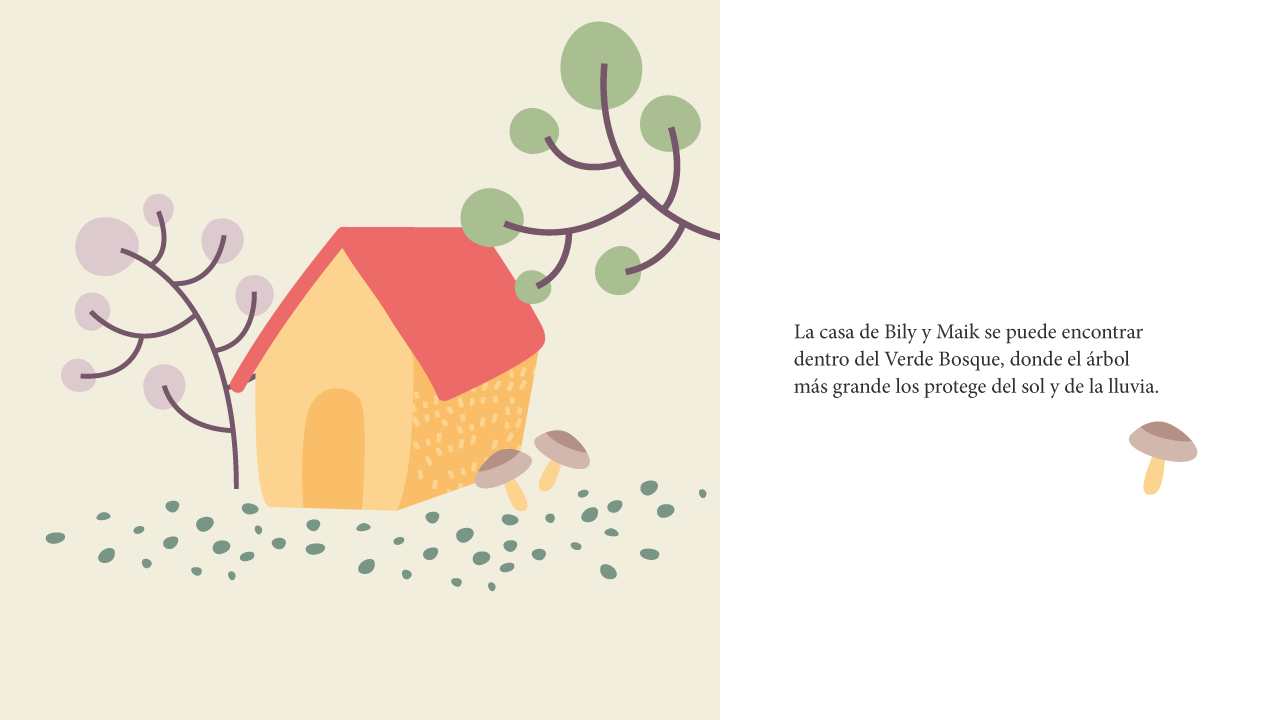 La casa de Bily y Maik se puede encontrar
dentro del Verde Bosque, donde el árbol
más grande los protege del sol y de la lluvia.